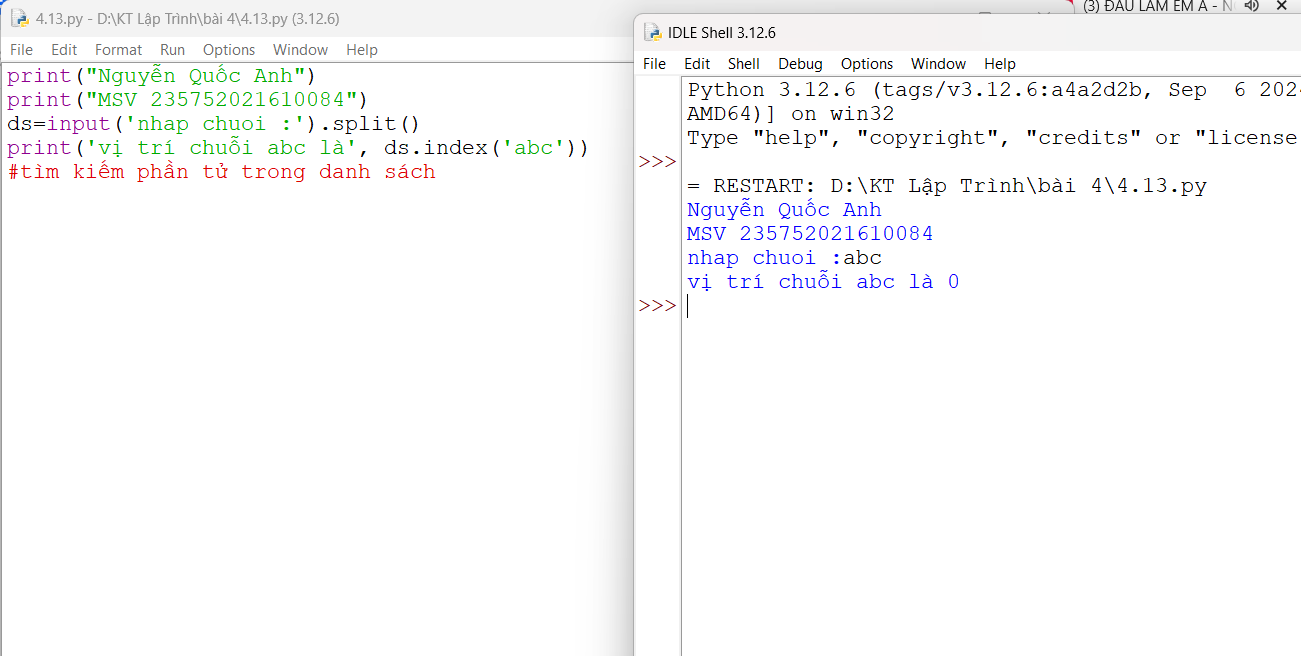 4.13.py - D:\KT Lập Trình\bài 4\4.13.py (3.12.6)
File Edit Format Run Options Window Help
print("Nguyễn Quốc Anh")
print("MSV 235752021610084")
ds=input('nhap chuoi :').split()
print('vị trí chuỗi abc là', ds.index('abc'))
#tìm kiếm phần tử trong danh sách
(3) ĐAU LÀM EM À -
IDLE Shell 3.12.6
File Edit Shell Debug Options Window Help
Python 3.12.6 (tags/v3.12.6:a4a2d2b, Sep  6 202
AMD64)] on win32
Type "help", "copyright", "credits" or "license
>>>
= RESTART: D:\KT Lập Trình\bài 4\4.13.py
Nguyễn Quốc Anh
MSV 235752021610084
nhap chuoi :abc
vị trí chuỗi abc là 0
>>>